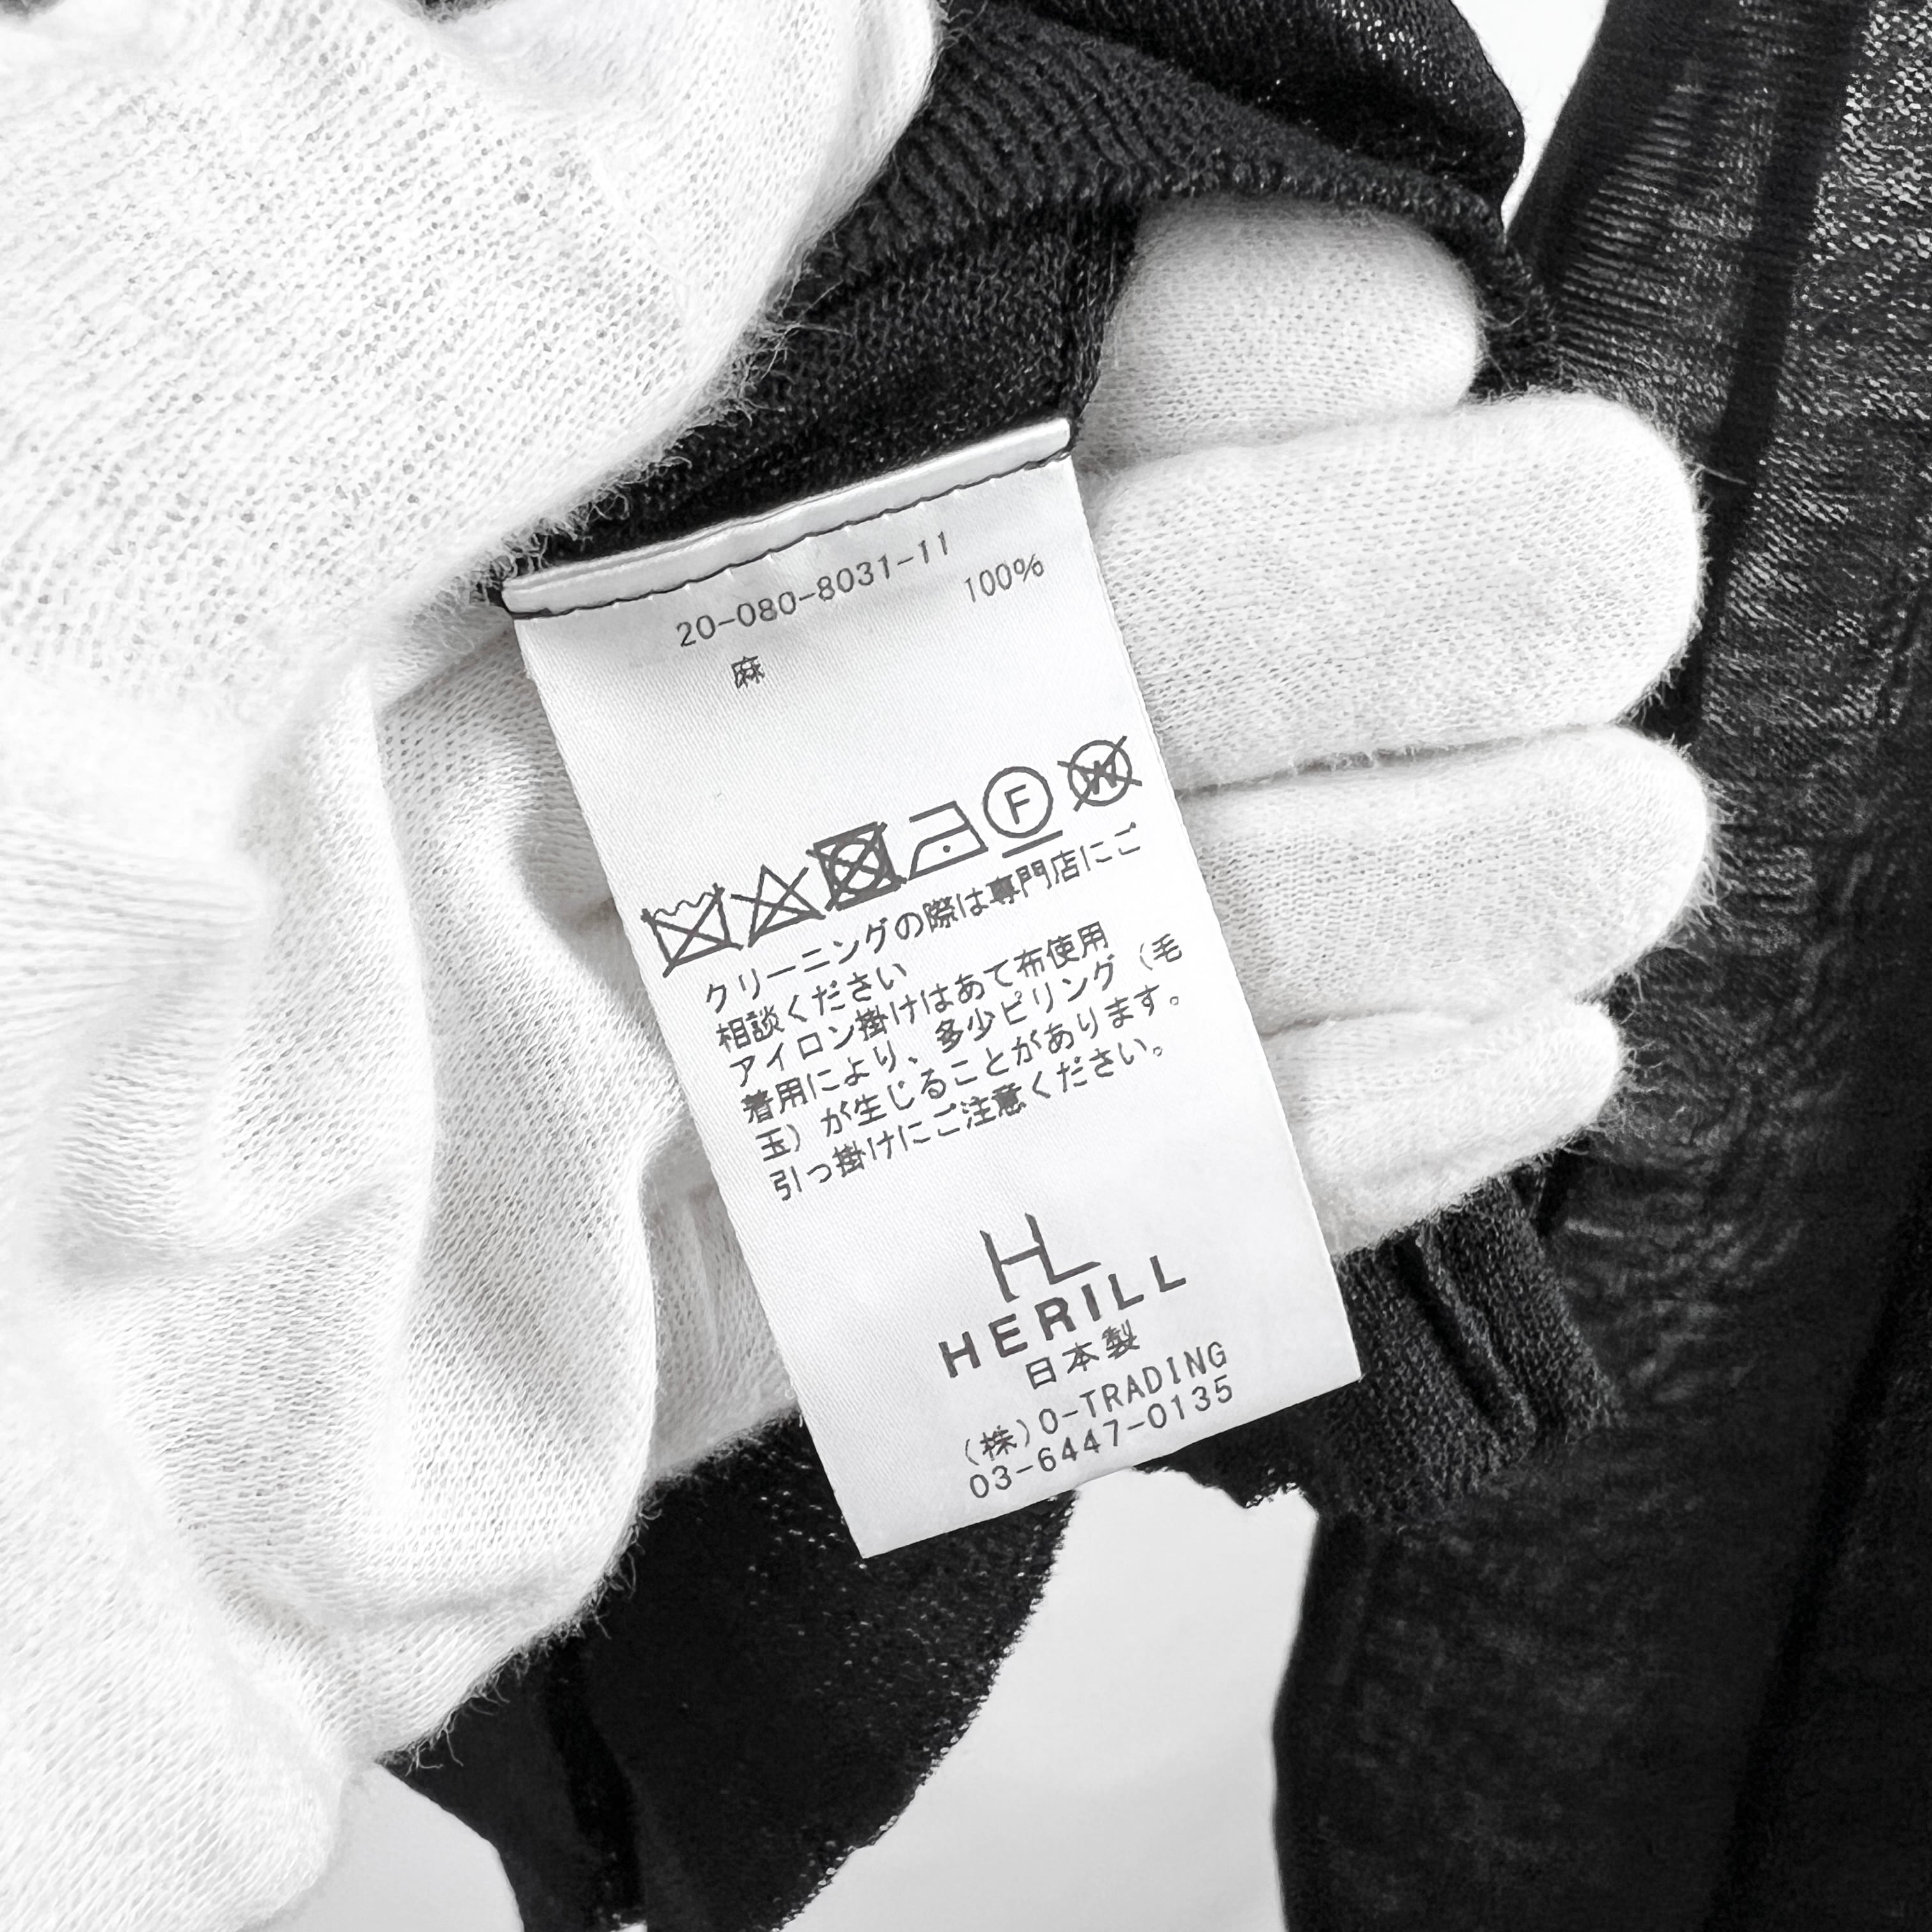 20-080-8031-11
麻 100%
F W
クリーニングの際は専門店にご
相談ください
アイロン掛けはあて布使用
着用により、多少ピリング（毛
玉）が生じることがあります。
引っ掛けにご注意ください。
HL
HERILL
日本製
(株)O-TRADING
03-6447-0135